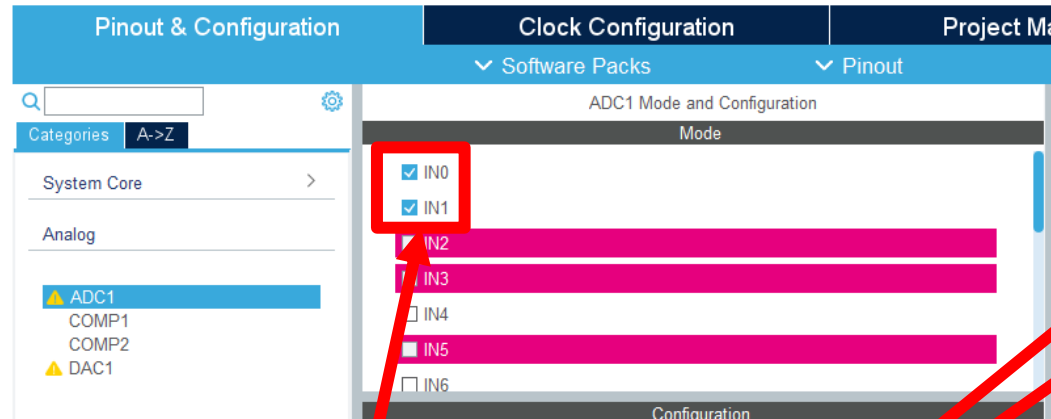 Pinout & Configuration
Clock Configuration
Project Ma
Software Packs
Pinout
Categories
A->Z
System Core
Analog
ADC1
COMP1
COMP2
DAC1
ADC1 Mode and Configuration
Mode
IN0
IN1
IN2
IN3
IN4
IN5
IN6
Configuration